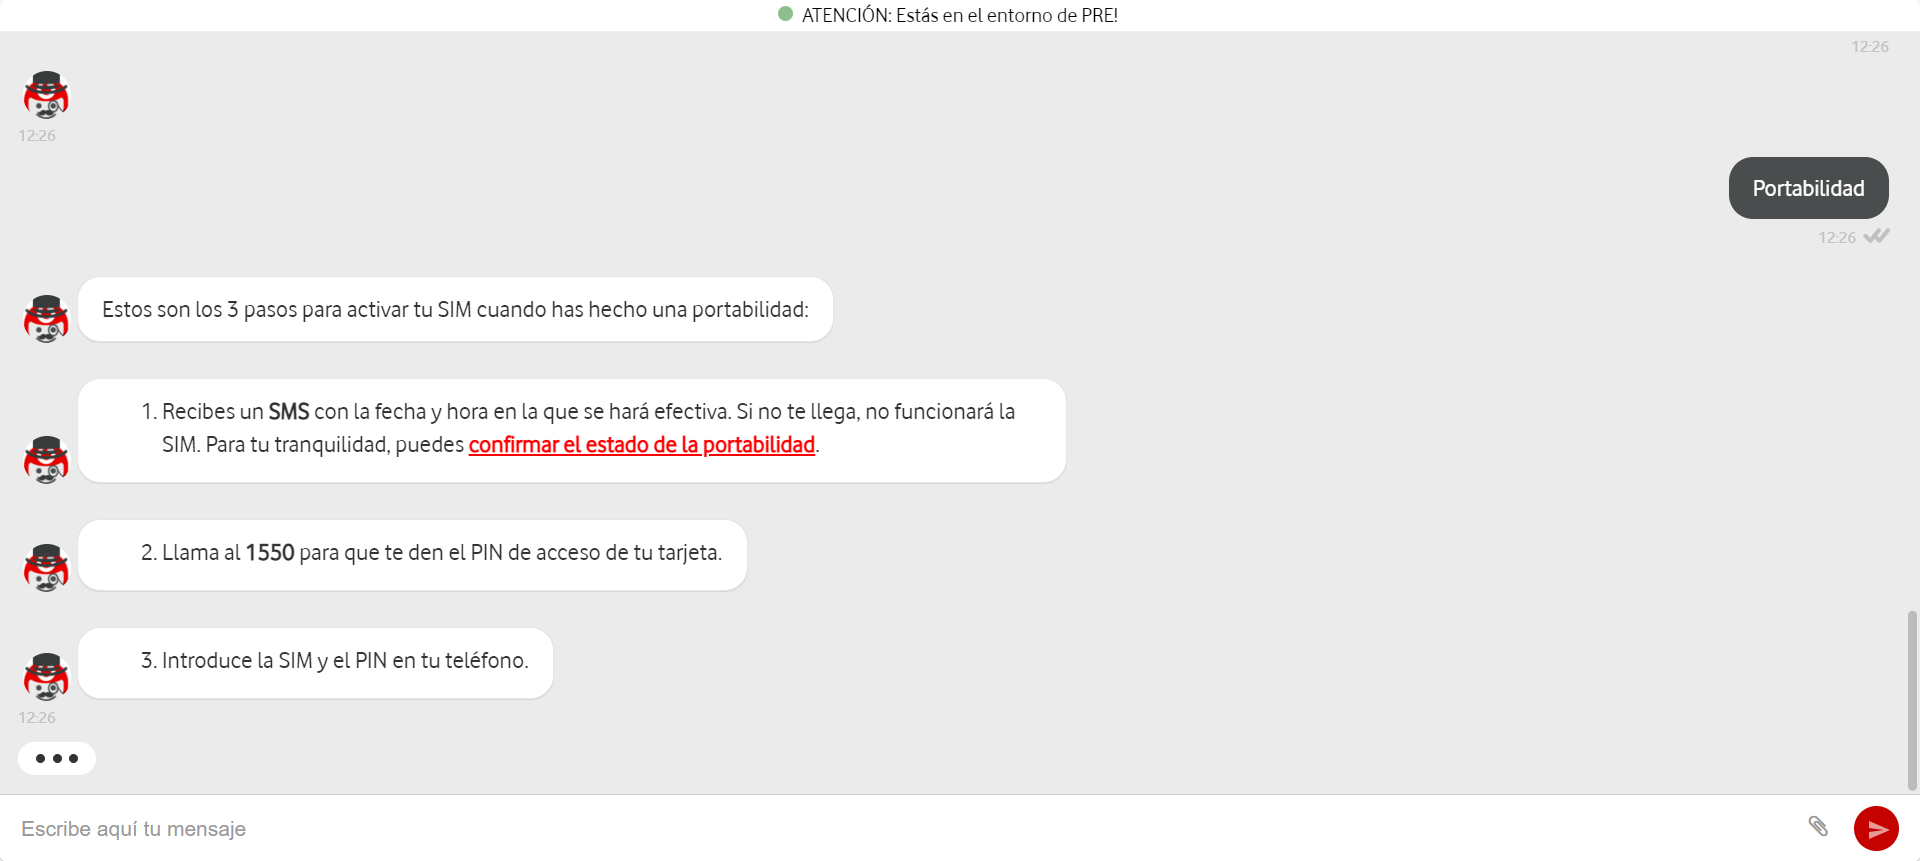 ATENCIÓN: Estás en el entorno de PRE!
12:26
12:26
Portabilidad
12:26
Estos son los 3 pasos para activar tu SIM cuando has hecho una portabilidad:
1. Recibes un SMS con la fecha y hora en la que se hará efectiva. Si no te llega, no funcionará la
SIM. Para tu tranquilidad, puedes confirmar el estado de la portabilidad.
2. Llama al 1550 para que te den el PIN de acceso de tu tarjeta.
3. Introduce la SIM y el PIN en tu teléfono.
12:26
Escribe aquí tu mensaje